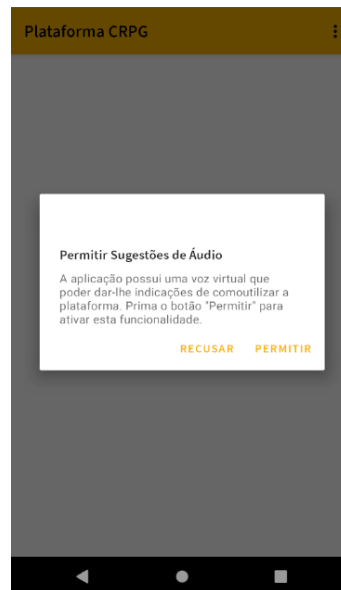 Plataforma CRPG
Permitir Sugestões de Áudio
A aplicação possui uma voz virtual que
poder dar-lhe indicações de comoutilizar a
plataforma. Prima o botão "Permitir" para
ativar esta funcionalidade.
RECUSAR PERMITIR